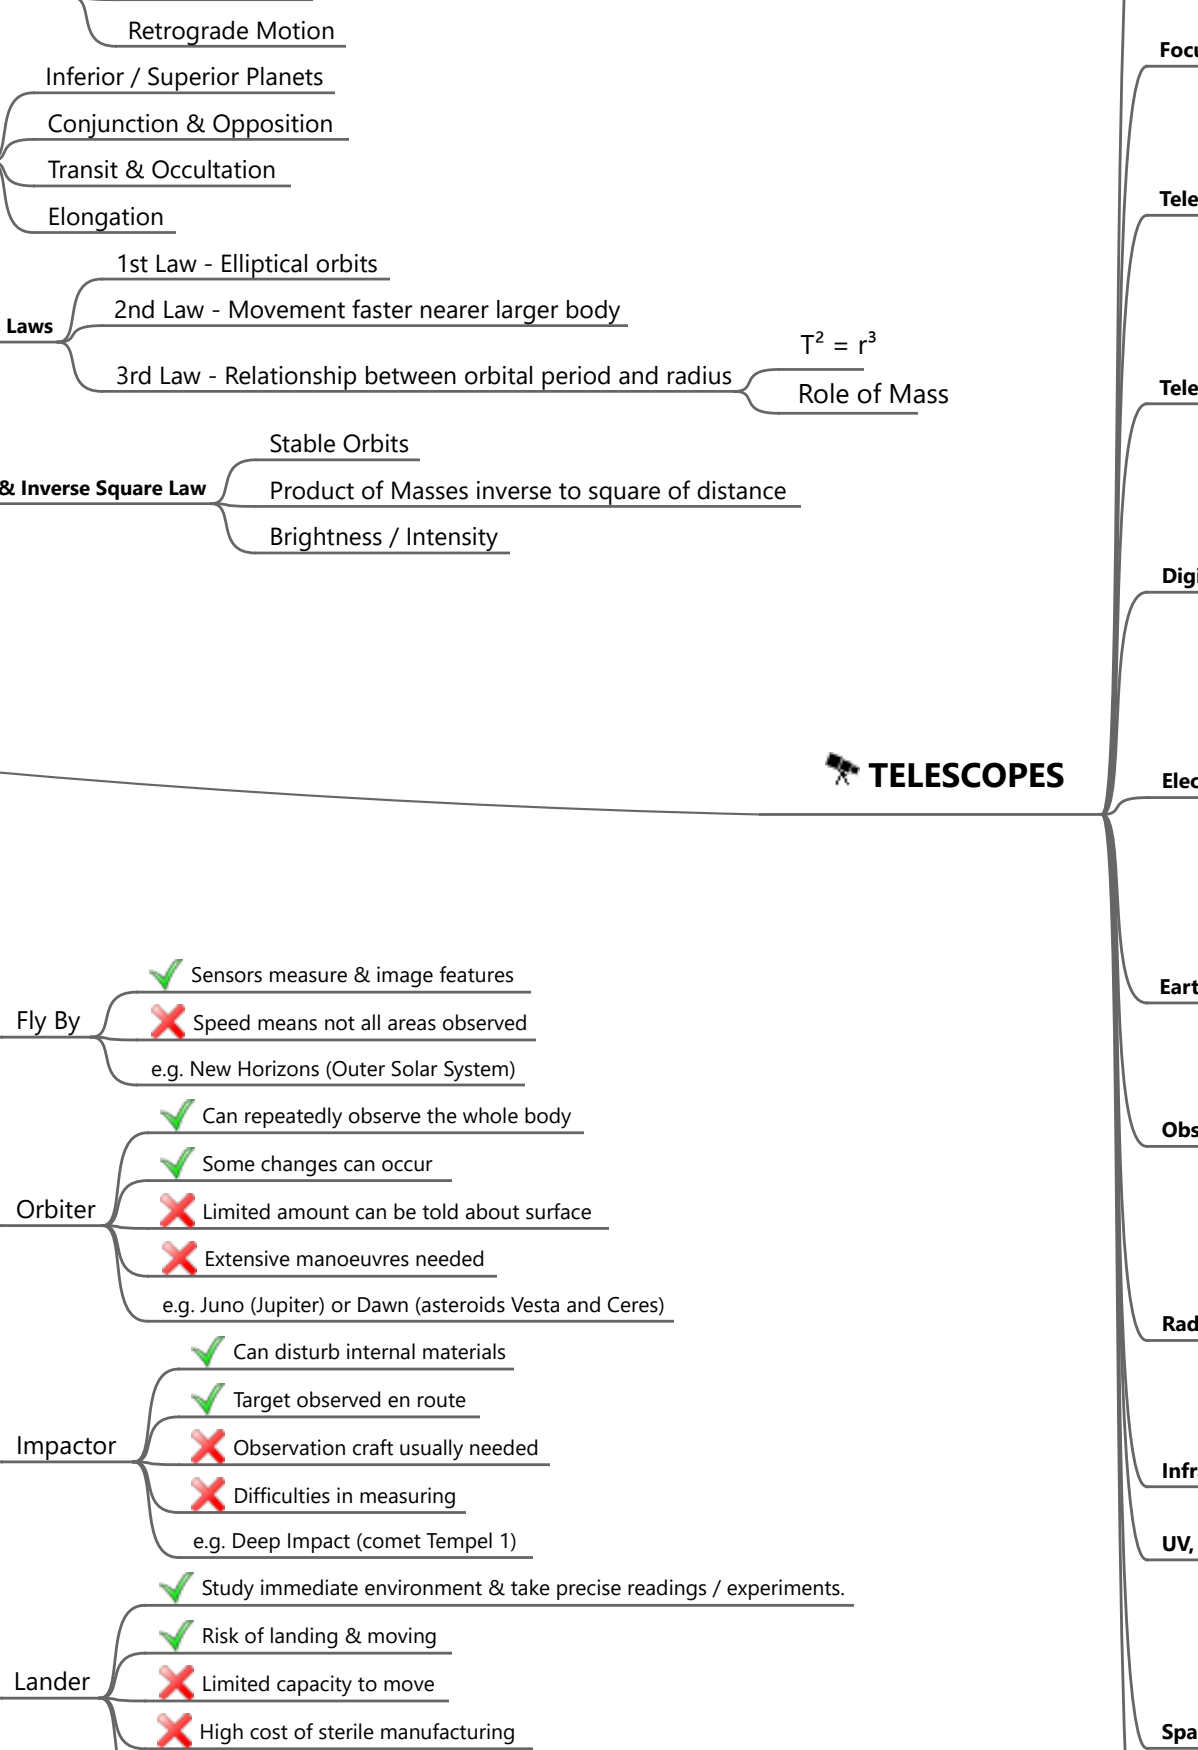 Retrograde Motion
Inferior / Superior Planets
Conjunction & Opposition
Transit & Occultation
Elongation
Laws
1st Law - Elliptical orbits
2nd Law - Movement faster nearer larger body
3rd Law - Relationship between orbital period and radius
T² = r³
Role of Mass
& Inverse Square Law
Stable Orbits
Product of Masses inverse to square of distance
Brightness / Intensity
TELESCOPES
Fly By
Sensors measure & image features
Speed means not all areas observed
e.g. New Horizons (Outer Solar System)
Orbiter
Can repeatedly observe the whole body
Some changes can occur
Limited amount can be told about surface
Extensive manoeuvres needed
e.g. Juno (Jupiter) or Dawn (asteroids Vesta and Ceres)
Impactor
Can disturb internal materials
Target observed en route
Observation craft usually needed
Difficulties in measuring
e.g. Deep Impact (comet Tempel 1)
Lander
Study immediate environment & take precise readings / experiments.
Risk of landing & moving
Limited capacity to move
High cost of sterile manufacturing
UV,